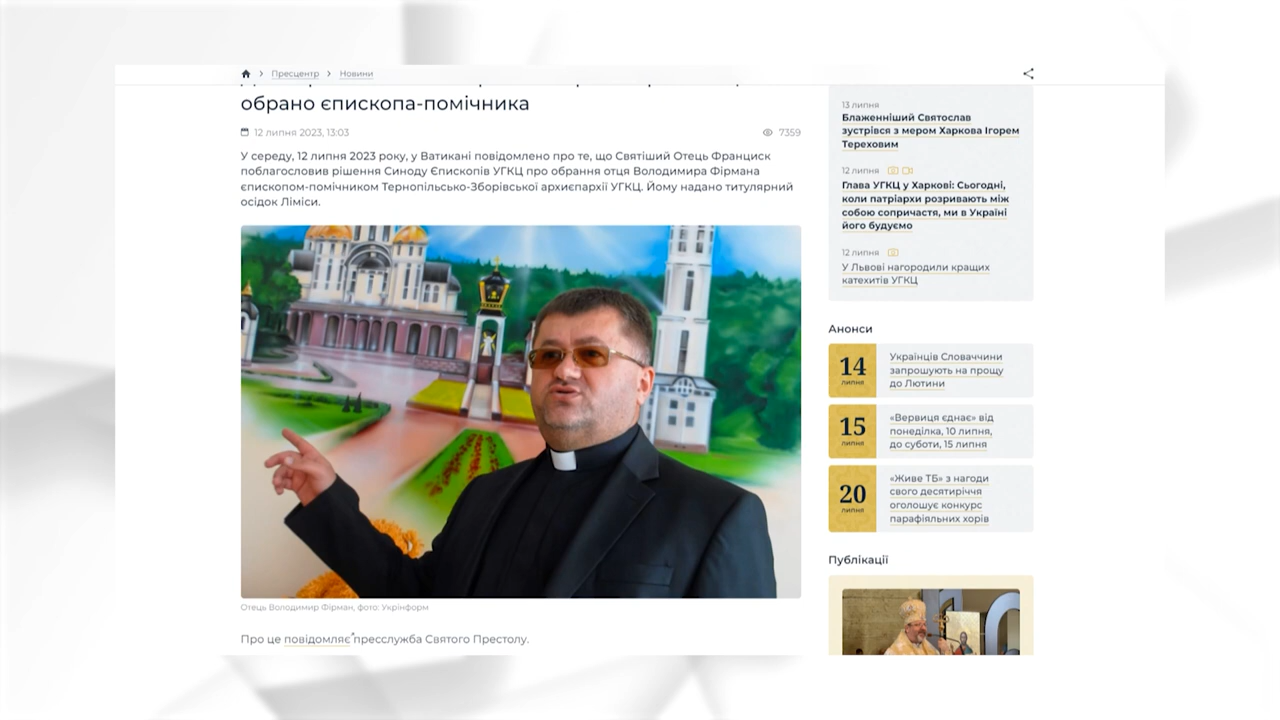 Пресцентр
Новини
обрано єпископа-помічника
12 липня 2023, 13:03
7359
У середу, 12 липня 2023 року, у Ватикані повідомлено про те, що Святіший Отець Франциск
поблагословив рішення Синоду Єпископів УГКЦ про обрання отця Володимира Фірмана
єпископом-помічником Тернопільсько-Зборівської архиєпархії УГКЦ. Йому надано титулярний
осідок Ліміси.
Отець Володимир Фірман, фото: Укрінформ
Про це повідомляє пресслужба Святого Престолу.
13 липня
Блаженніший Святослав
зустрівся з мером Харкова Ігорем
Тереховим
12 липня
Глава УГКЦ у Харкові: Сьогодні,
коли патріархи розривають між
собою сопричастя, ми в Україні
його будуємо
12 липня
У Львові нагородили кращих
катехитів УГКЦ
Анонси
14
липня
Українців Словаччини
запрошують на прощу
до Лютини
15
липня
«Вервиця єднає» від
понеділка, 10 липня,
до суботи, 15 липня
20
липня
«Живе ТБ» з нагоди
свого десятиріччя
оголошує конкурс
парафіяльних хорів
Публікації